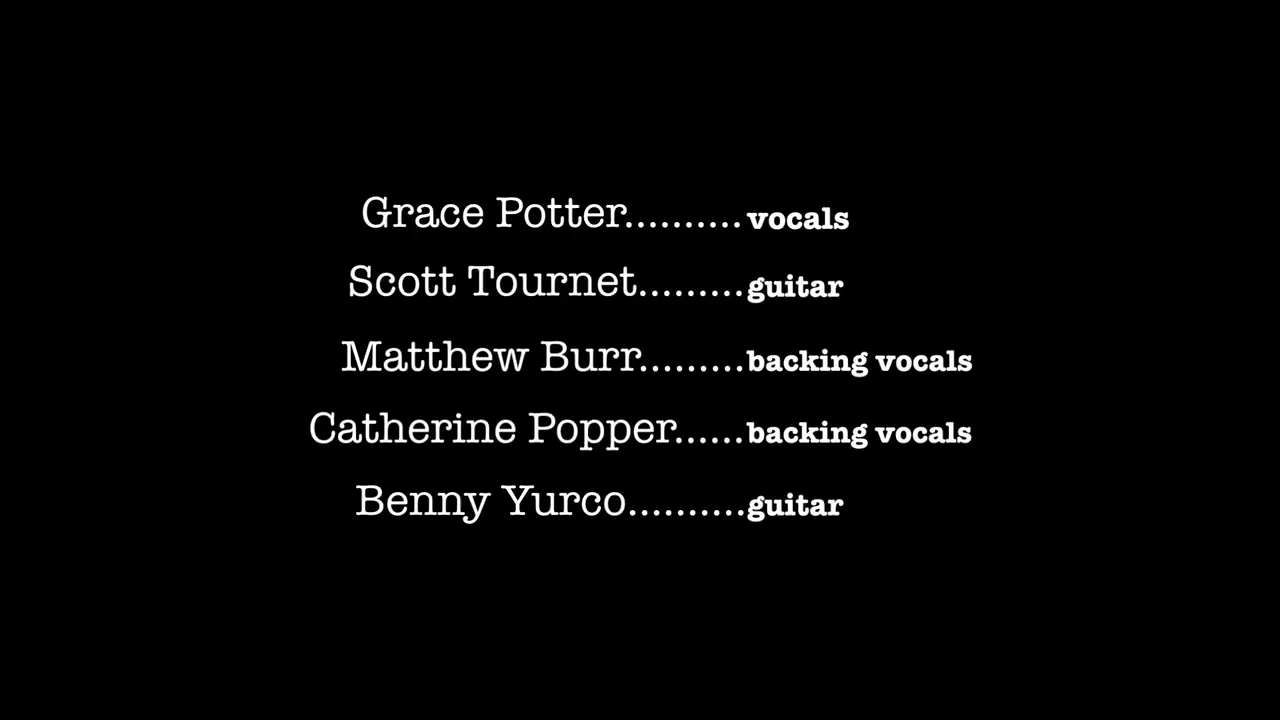 Grace Potter..........vocals
Scott Tournet.........guitar
Matthew Burr.........backing vocals
Catherine Popper......backing vocals
Benny Yurco..........guitar